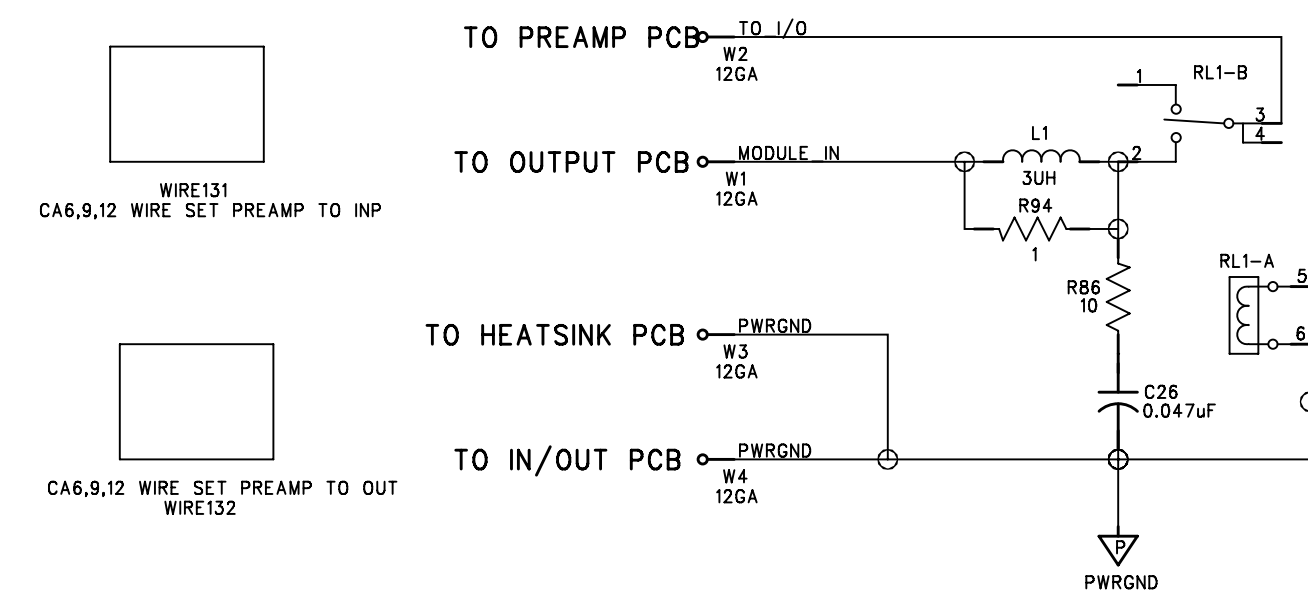 TO PREAMP PCB
TO_I/O
W2
12GA
1
RL1-B
3
4
L1
TO OUTPUT PCB
MODULE_IN
2
W1
12GA
3UH
R94
1
WIRE131
CA6,9,12 WIRE SET PREAMP TO INP
RL1-A
5
6
R86
10
TO HEATSINK PCB
PWRGND
W3
12GA
C26
0.047uF
TO IN/OUT PCB
PWRGND
W4
12GA
CA6,9,12 WIRE SET PREAMP TO OUT
WIRE132
P
PWRGND